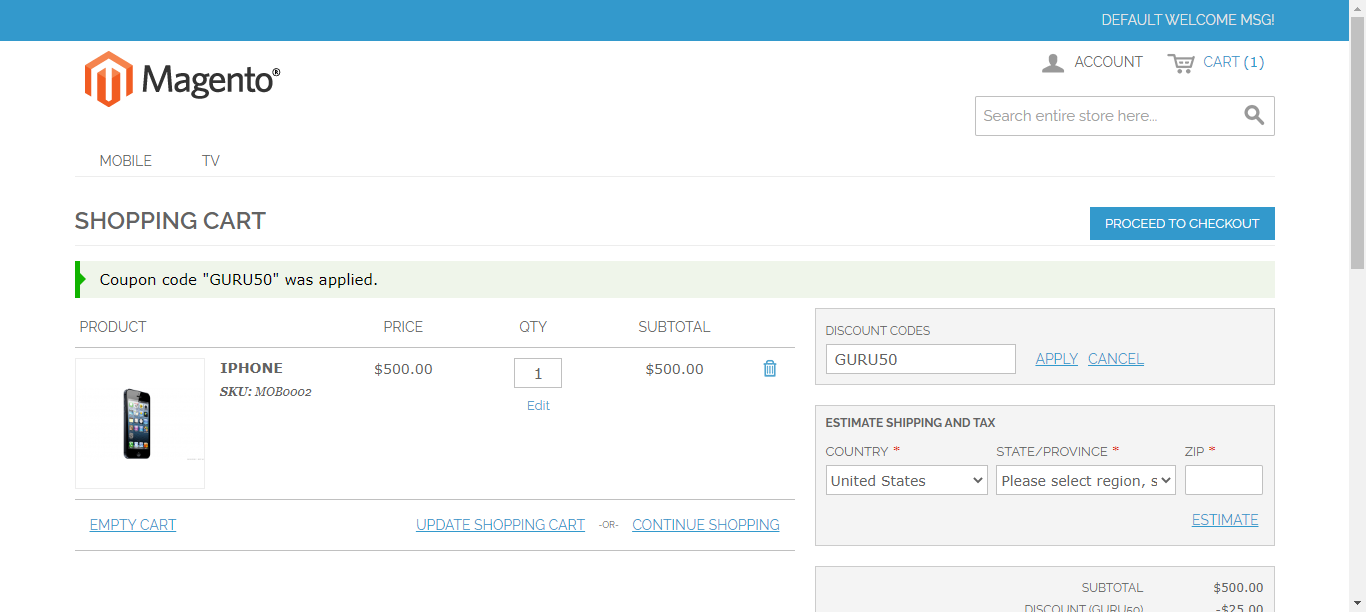 DEFAULT WELCOME MSG!
Magento®
ACCOUNT
CART (1)
Search entire store here...
MOBILE
TV
SHOPPING CART
PROCEED TO CHECKOUT
Coupon code "GURU50" was applied.
PRODUCT PRICE QTY SUBTOTAL
IPHONE $500.00 1 $500.00
SKU: MOB0002
Edit
EMPTY CART
UPDATE SHOPPING CART -OR- CONTINUE SHOPPING
DISCOUNT CODES
GURU50 APPLY CANCEL
ESTIMATE SHIPPING AND TAX
COUNTRY * STATE/PROVINCE * ZIP *
United States Please select region, s
ESTIMATE
SUBTOTAL $500.00
DISCOUNT (GURU50) -$25.00